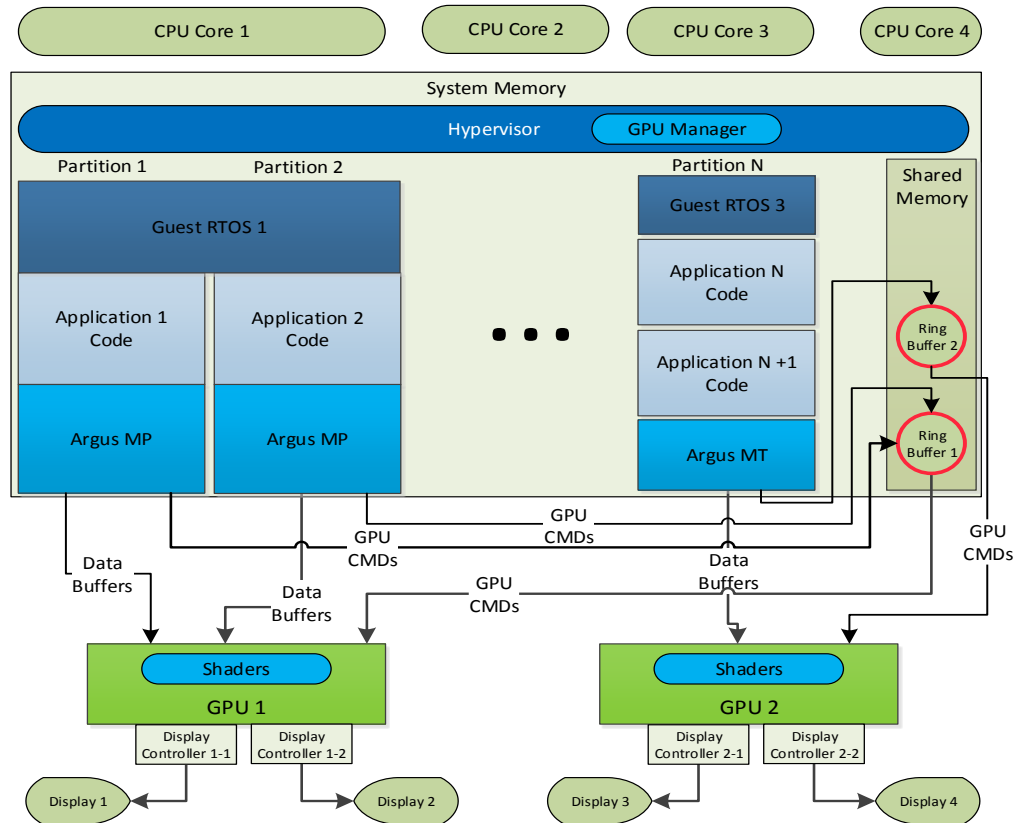 CPU Core 1
CPU Core 2
CPU Core 3
CPU Core 4
System Memory
Hypervisor
GPU Manager
Partition 1
Partition 2
Partition N
Shared
Memory
Guest RTOS 1
Guest RTOS 3
Application 1
Code
Application 2
Code
Application N
Code
Application N +1
Code
Ring
Buffer 2
Argus MP
Argus MP
Argus MT
Ring
Buffer 1
GPU
CMDs
GPU
CMDs
GPU
CMDs
Data
Buffers
Data
Buffers
GPU
CMDs
Data
Buffers
Shaders
GPU 1
Shaders
GPU 2
Display
Controller 1-1
Display
Controller 1-2
Display
Controller 2-1
Display
Controller 2-2
Display 1
Display 2
Display 3
Display 4